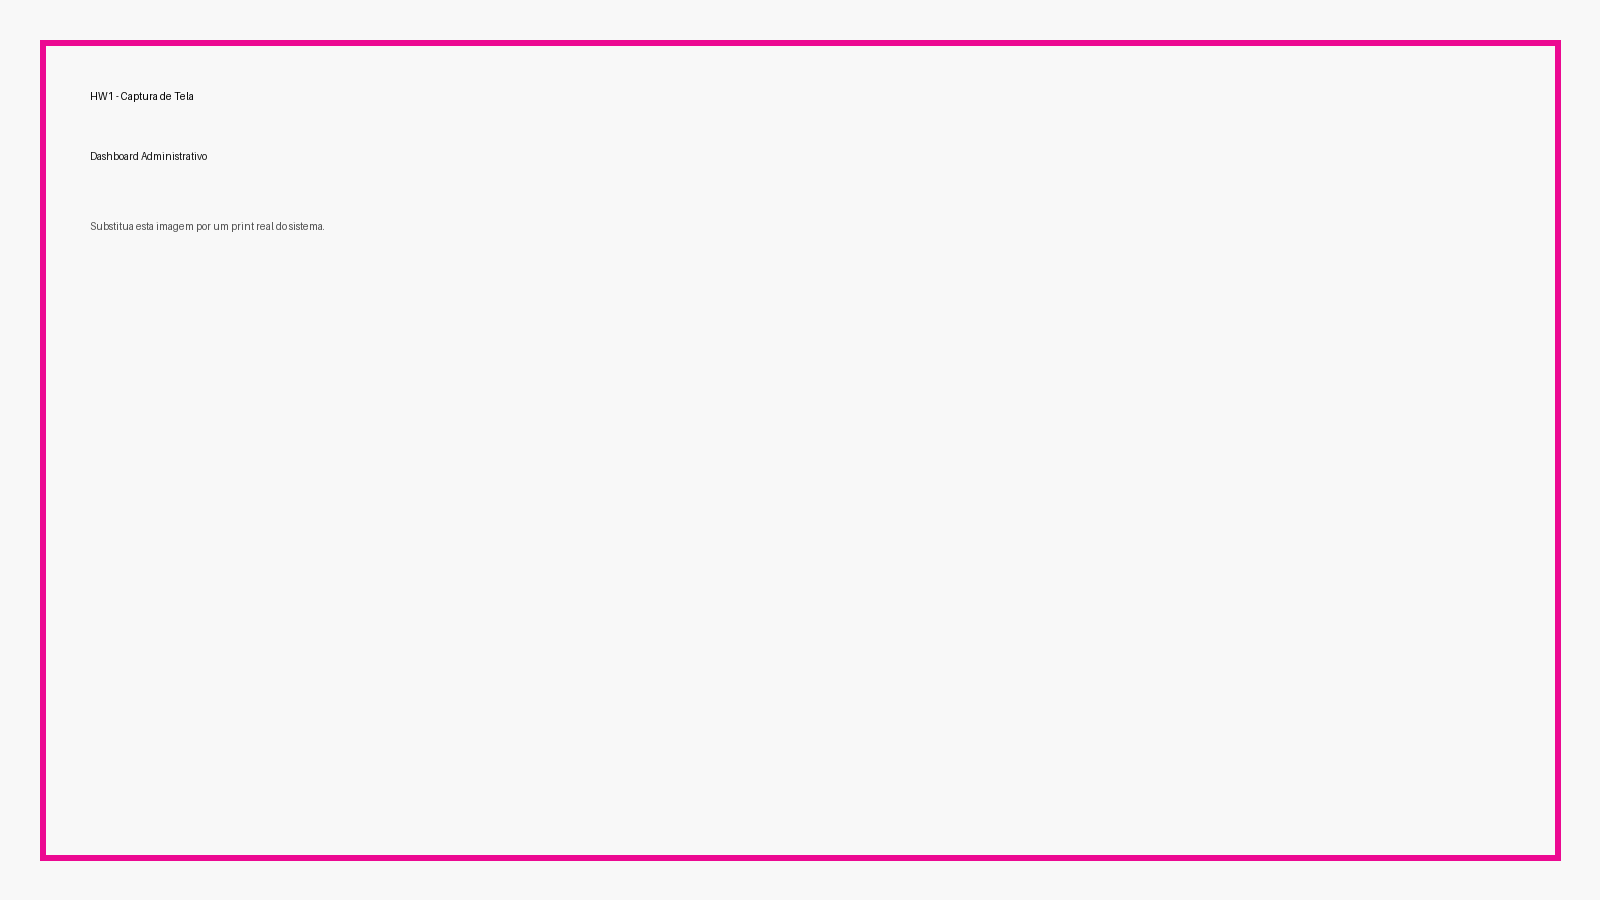 HW1 - Captura de Tela
Dashboard Administrativo
Substitua esta imagem por um print real do sistema.